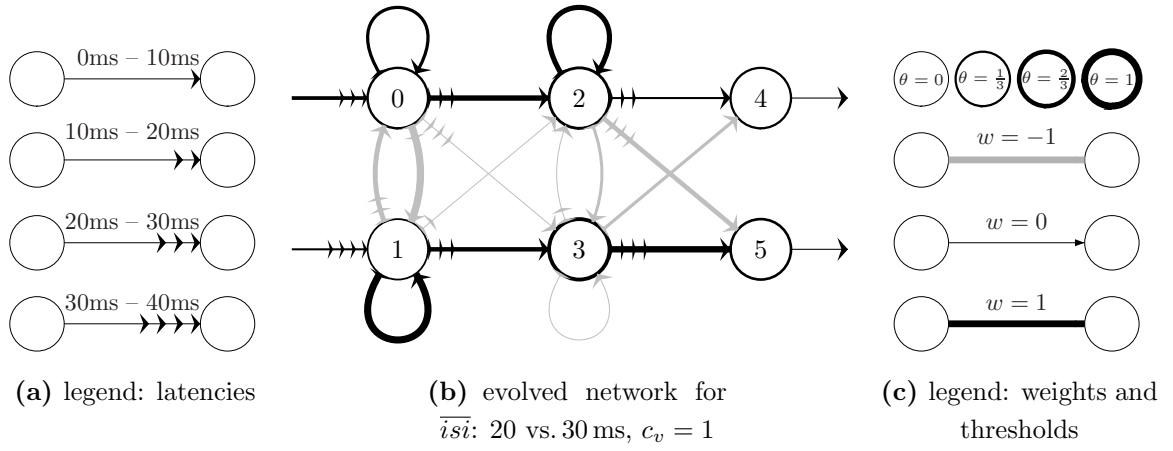 0ms – 10ms
10ms – 20ms
20ms – 30ms
30ms – 40ms
(a) legend: latencies
0
2
4
1
3
5
(b) evolved network for
isi: 20 vs. 30 ms, c_v = 1
θ = 0
θ = 1/3
θ = 2/3
θ = 1
w = −1
w = 0
w = 1
(c) legend: weights and
thresholds